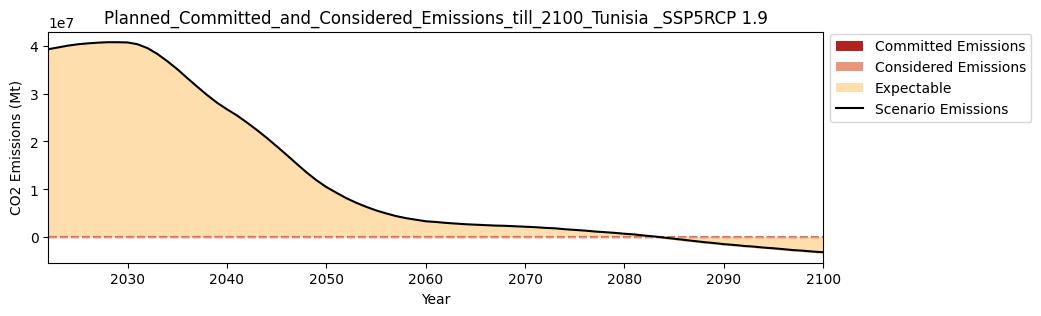 Planned_Committed_and_Considered_Emissions_till_2100_Tunisia _SSP5RCP 1.9
1e7
4
3
2
1
0
CO2 Emissions (Mt)
2030 2040 2050 2060 2070 2080 2090 2100
Year
Committed Emissions
Considered Emissions
Expectable
Scenario Emissions